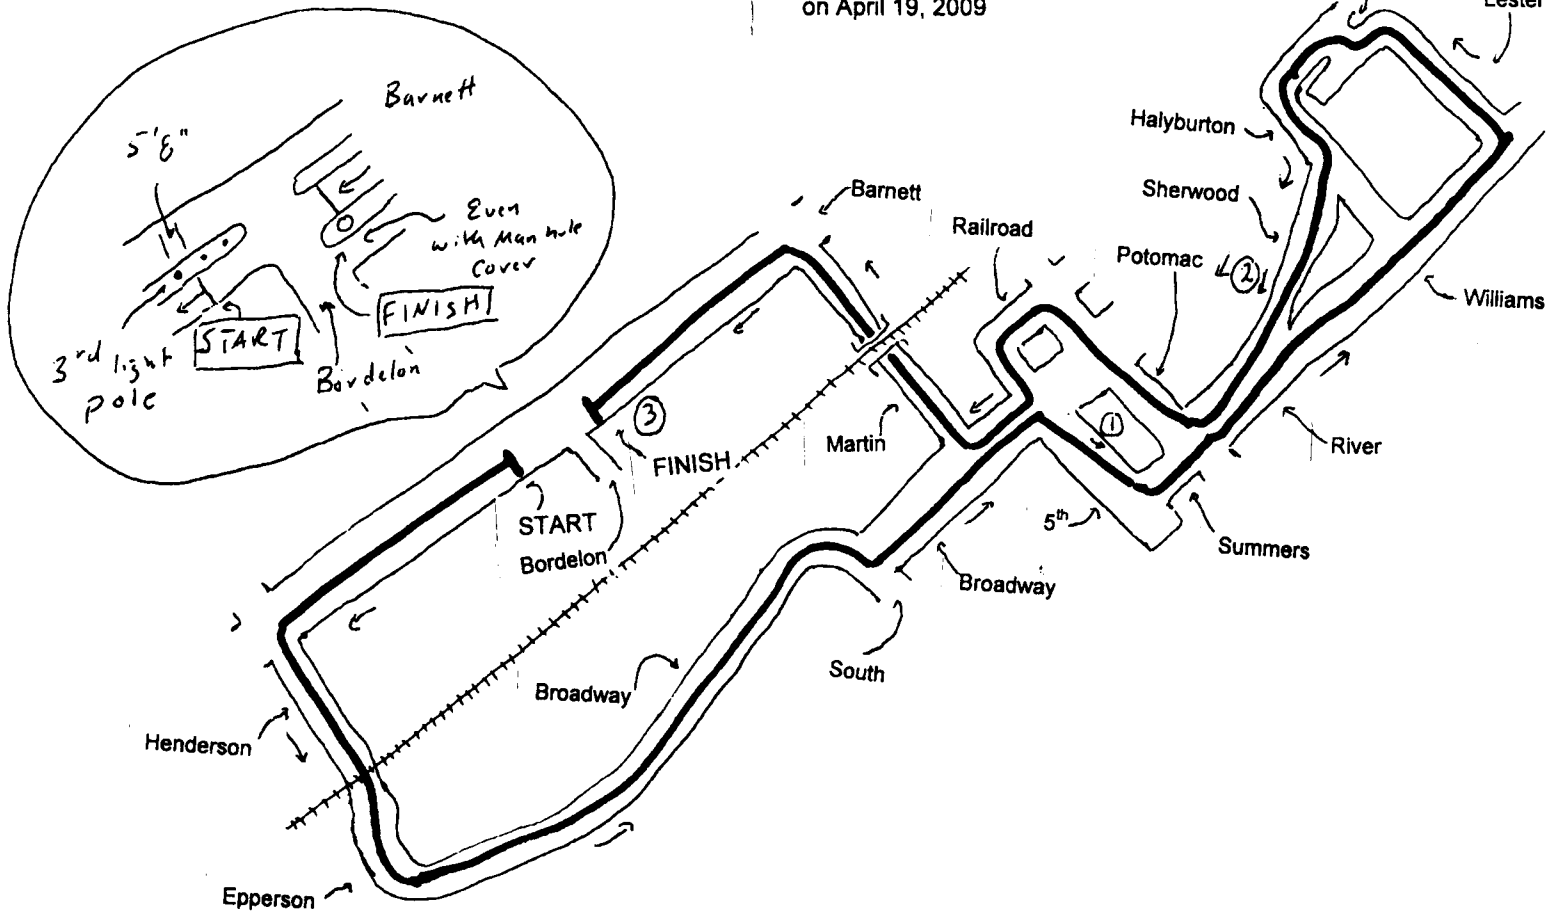 on April 19, 2009
Lester
Barnett
5'8"
Even
with Man hole
Cover
FINISH
START
3rd light
pole
Bordelon
Halyburton
Sherwood
Barnett
Railroad
Potomac
2
Williams
3
1
Martin
FINISH
River
START
5th
Summers
Bordelon
Broadway
South
Broadway
Henderson
Epperson